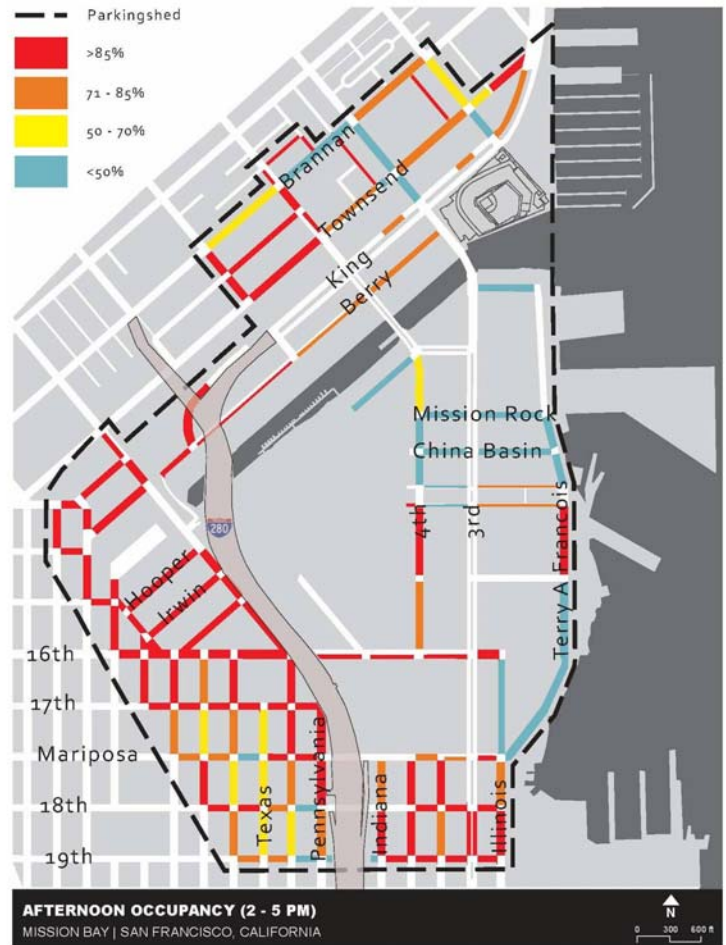 Parkingshed
>85%
71 - 85%
50 - 70%
<50%
Brannan
Townsend
King
Berry
Mission Rock
China Basin
4th
3rd
Terry A Francois
280
Hooper
Irwin
16th
17th
Mariposa
18th
19th
Texas
Pennsylvania
Indiana
Illinois
AFTERNOON OCCUPANCY (2 - 5 PM)
MISSION BAY | SAN FRANCISCO, CALIFORNIA
N
0 300 600 ft